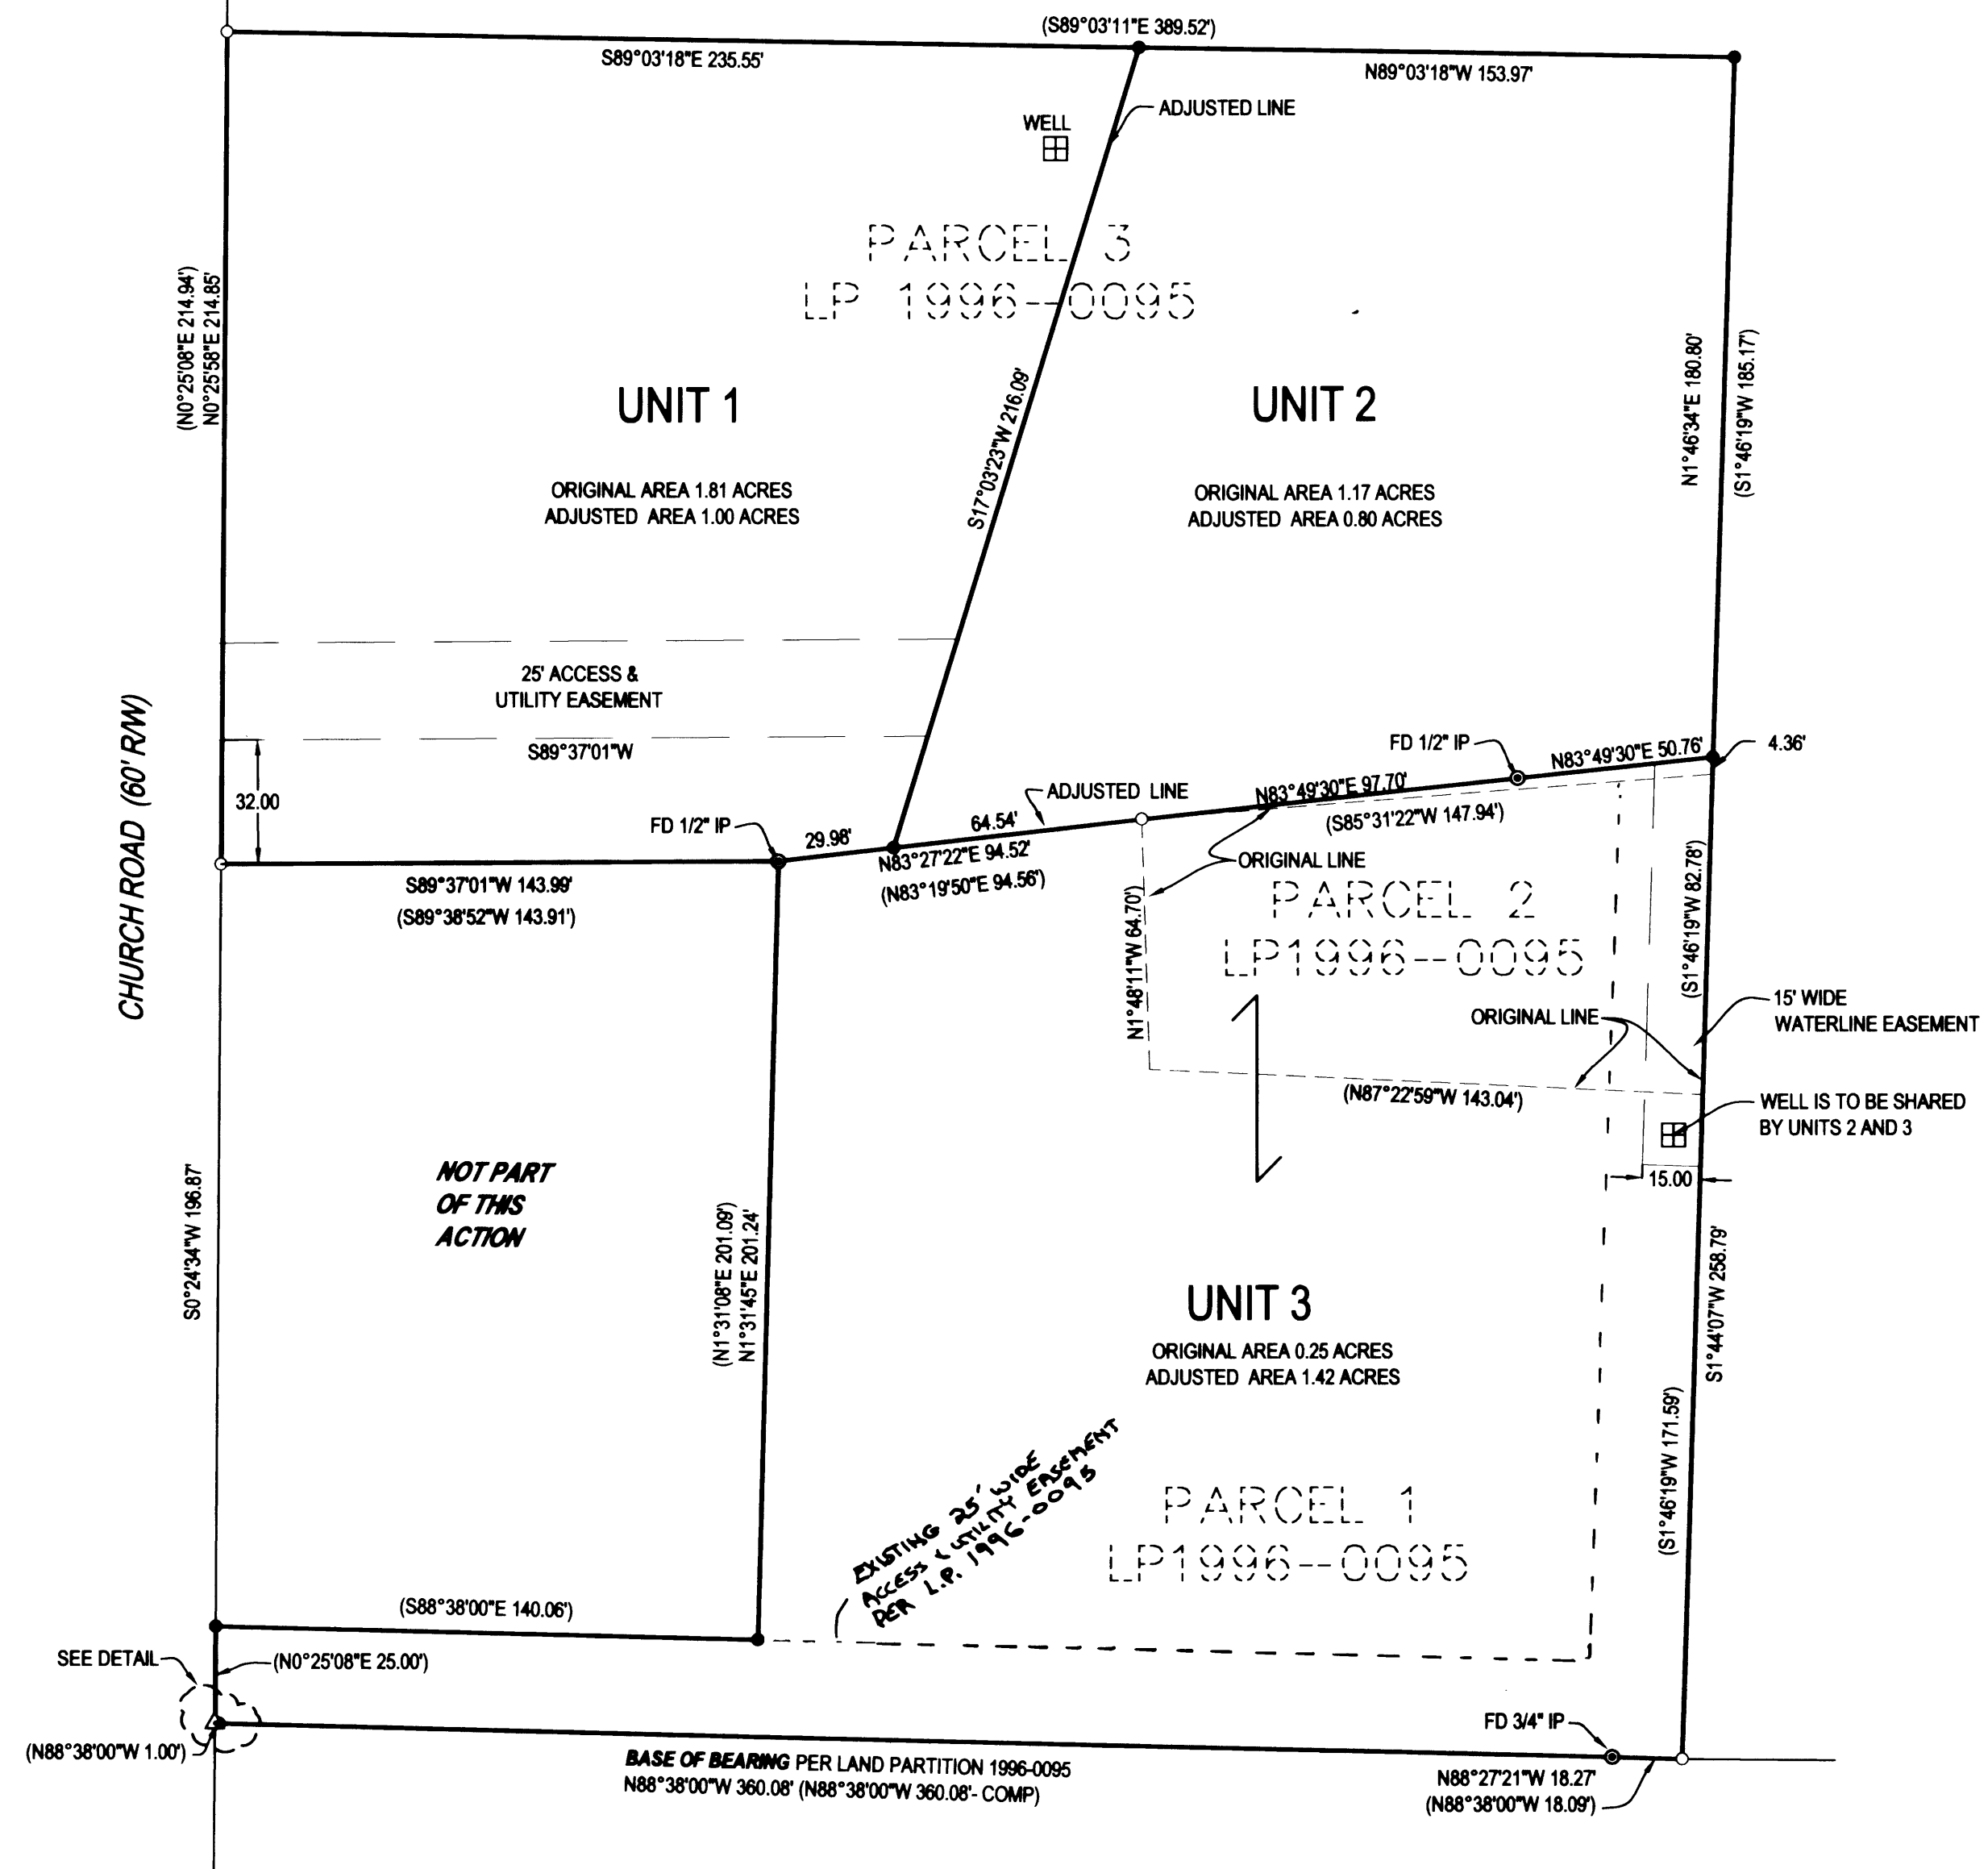 (S89°03'11"E 389.52')
S89°03'18"E 235.55'
N89°03'18"W 153.97'
ADJUSTED LINE
WELL
PARCEL 3
LP 1996--0095
(N0°25'08"E 214.94')
N0°25'58"E 214.85'
S17°03'23"W 216.09'
N1°46'34"E 180.80'
(S1°46'19"W 185.17')
UNIT 1
ORIGINAL AREA 1.81 ACRES
ADJUSTED AREA 1.00 ACRES
UNIT 2
ORIGINAL AREA 1.17 ACRES
ADJUSTED AREA 0.80 ACRES
25' ACCESS &
UTILITY EASEMENT
S89°37'01"W
32.00
CHURCH ROAD (60' R/W)
FD 1/2" IP
N83°49'30"E 50.76'
4.36'
N83°49'30"E 97.70'
(S85°31'22"W 147.94')
ADJUSTED LINE
64.54'
FD 1/2" IP
29.98'
N83°27'22"E 94.52'
(N83°19'50"E 94.56')
ORIGINAL LINE
S89°37'01"W 143.99'
(S89°38'52"W 143.91')
PARCEL 2
LP1996--0095
N1°48'11"W 64.70')
(S1°46'19"W 82.78')
15' WIDE
WATERLINE EASEMENT
ORIGINAL LINE
(N87°22'59"W 143.04')
WELL IS TO BE SHARED
BY UNITS 2 AND 3
15.00
NOT PART
OF THIS
ACTION
S0°24'34"W 196.87'
(N1°31'08"E 201.09')
N1°31'45"E 201.24'
S1°44'07"W 258.79'
UNIT 3
ORIGINAL AREA 0.25 ACRES
ADJUSTED AREA 1.42 ACRES
(S1°46'19"W 171.59')
EXISTING 25' WIDE
ACCESS & UTILITY EASEMENT
PER L.P. 1996-0095
PARCEL 1
LP1996--0095
(S88°38'00"E 140.06')
SEE DETAIL
(N0°25'08"E 25.00')
(N88°38'00"W 1.00')
FD 3/4" IP
BASE OF BEARING PER LAND PARTITION 1996-0095
N88°38'00"W 360.08' (N88°38'00"W 360.08'- COMP)
N88°27'21"W 18.27'
(N88°38'00"W 18.09')